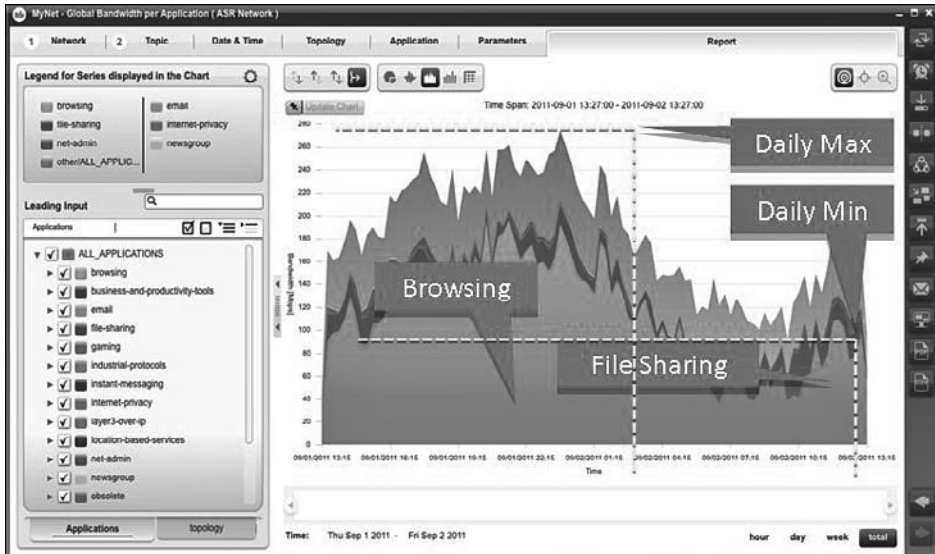 MyNet - Global Bandwidth per Application ( ASR Network )
1 Network | 2 Topic | Date & Time | Topology | Application | Parameters | Report
Legend for Series displayed in the Chart
browsing
file-sharing
net-admin
other/ALL_APPLIC...
email
internet-privacy
newsgroup
Leading Input
Applications
ALL_APPLICATIONS
browsing
business-and-productivity-tools
email
file-sharing
gaming
industrial-protocols
instant-messaging
internet-privacy
layer3-over-ip
location-based-services
net-admin
newsgroup
obsolete
Applications
topology
Update Chart
Time Span: 2011-09-01 13:27:00 - 2011-09-02 13:27:00
280
260
240
220
200
180
160
140
120
100
80
60
40
20
0
Bandwidth [Mbps]
Daily Max
Daily Min
Browsing
File Sharing
09/01/2011 13:15 09/01/2011 16:15 09/01/2011 19:15 09/01/2011 22:15 09/02/2011 04:15 09/02/2011 07:15 09/02/2011 10:15 13:15
Time
Time: Thu Sep 1 2011 - Fri Sep 2 2011
hour day week total
PDF